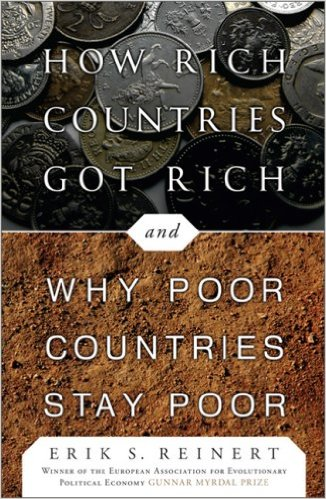 HOW RICH
COUNTRIES
GOT RICH
and
WHY POOR
COUNTRIES
STAY POOR
ERIK S. REINERT
WINNER OF THE EUROPEAN ASSOCIATION FOR EVOLUTIONARY
POLITICAL ECONOMY GUNNAR MYRDAL PRIZE